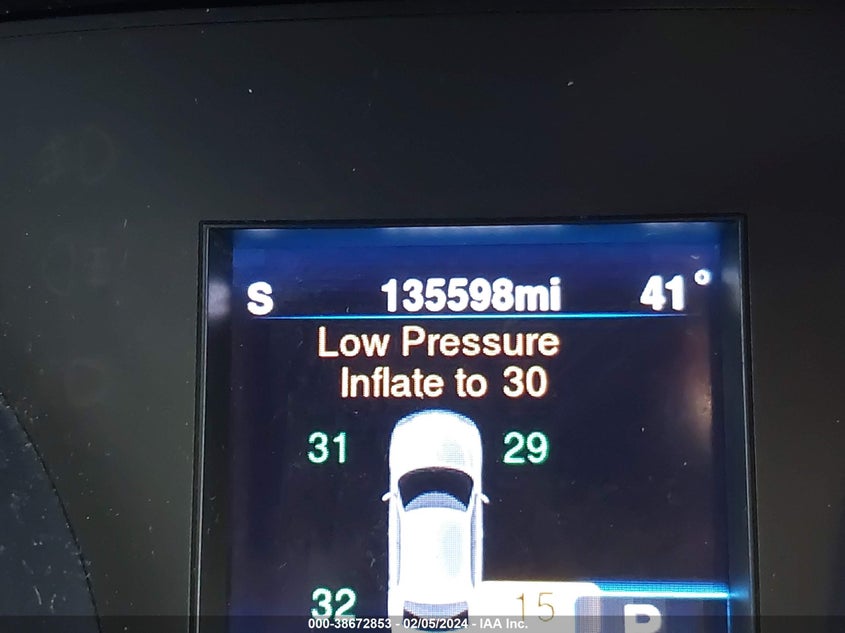 S 135598mi 41°
Low Pressure
Inflate to 30
31 29
32 15
P
000-38672853 - 02/05/2024 - IAA Inc.